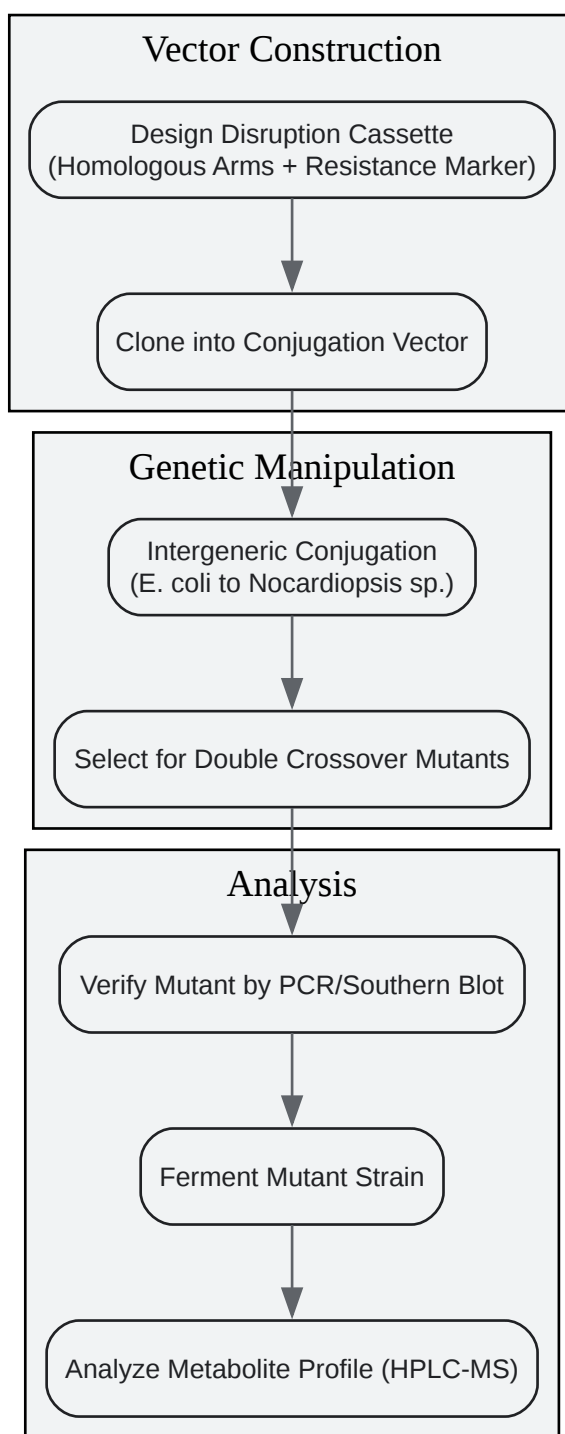 Vector Construction
Design Disruption Cassette
(Homologous Arms + Resistance Marker)
Clone into Conjugation Vector
Genetic Manipulation
Intergeneric Conjugation
(E. coli to Nocardiopsis sp.)
Select for Double Crossover Mutants
Analysis
Verify Mutant by PCR/Southern Blot
Ferment Mutant Strain
Analyze Metabolite Profile (HPLC-MS)